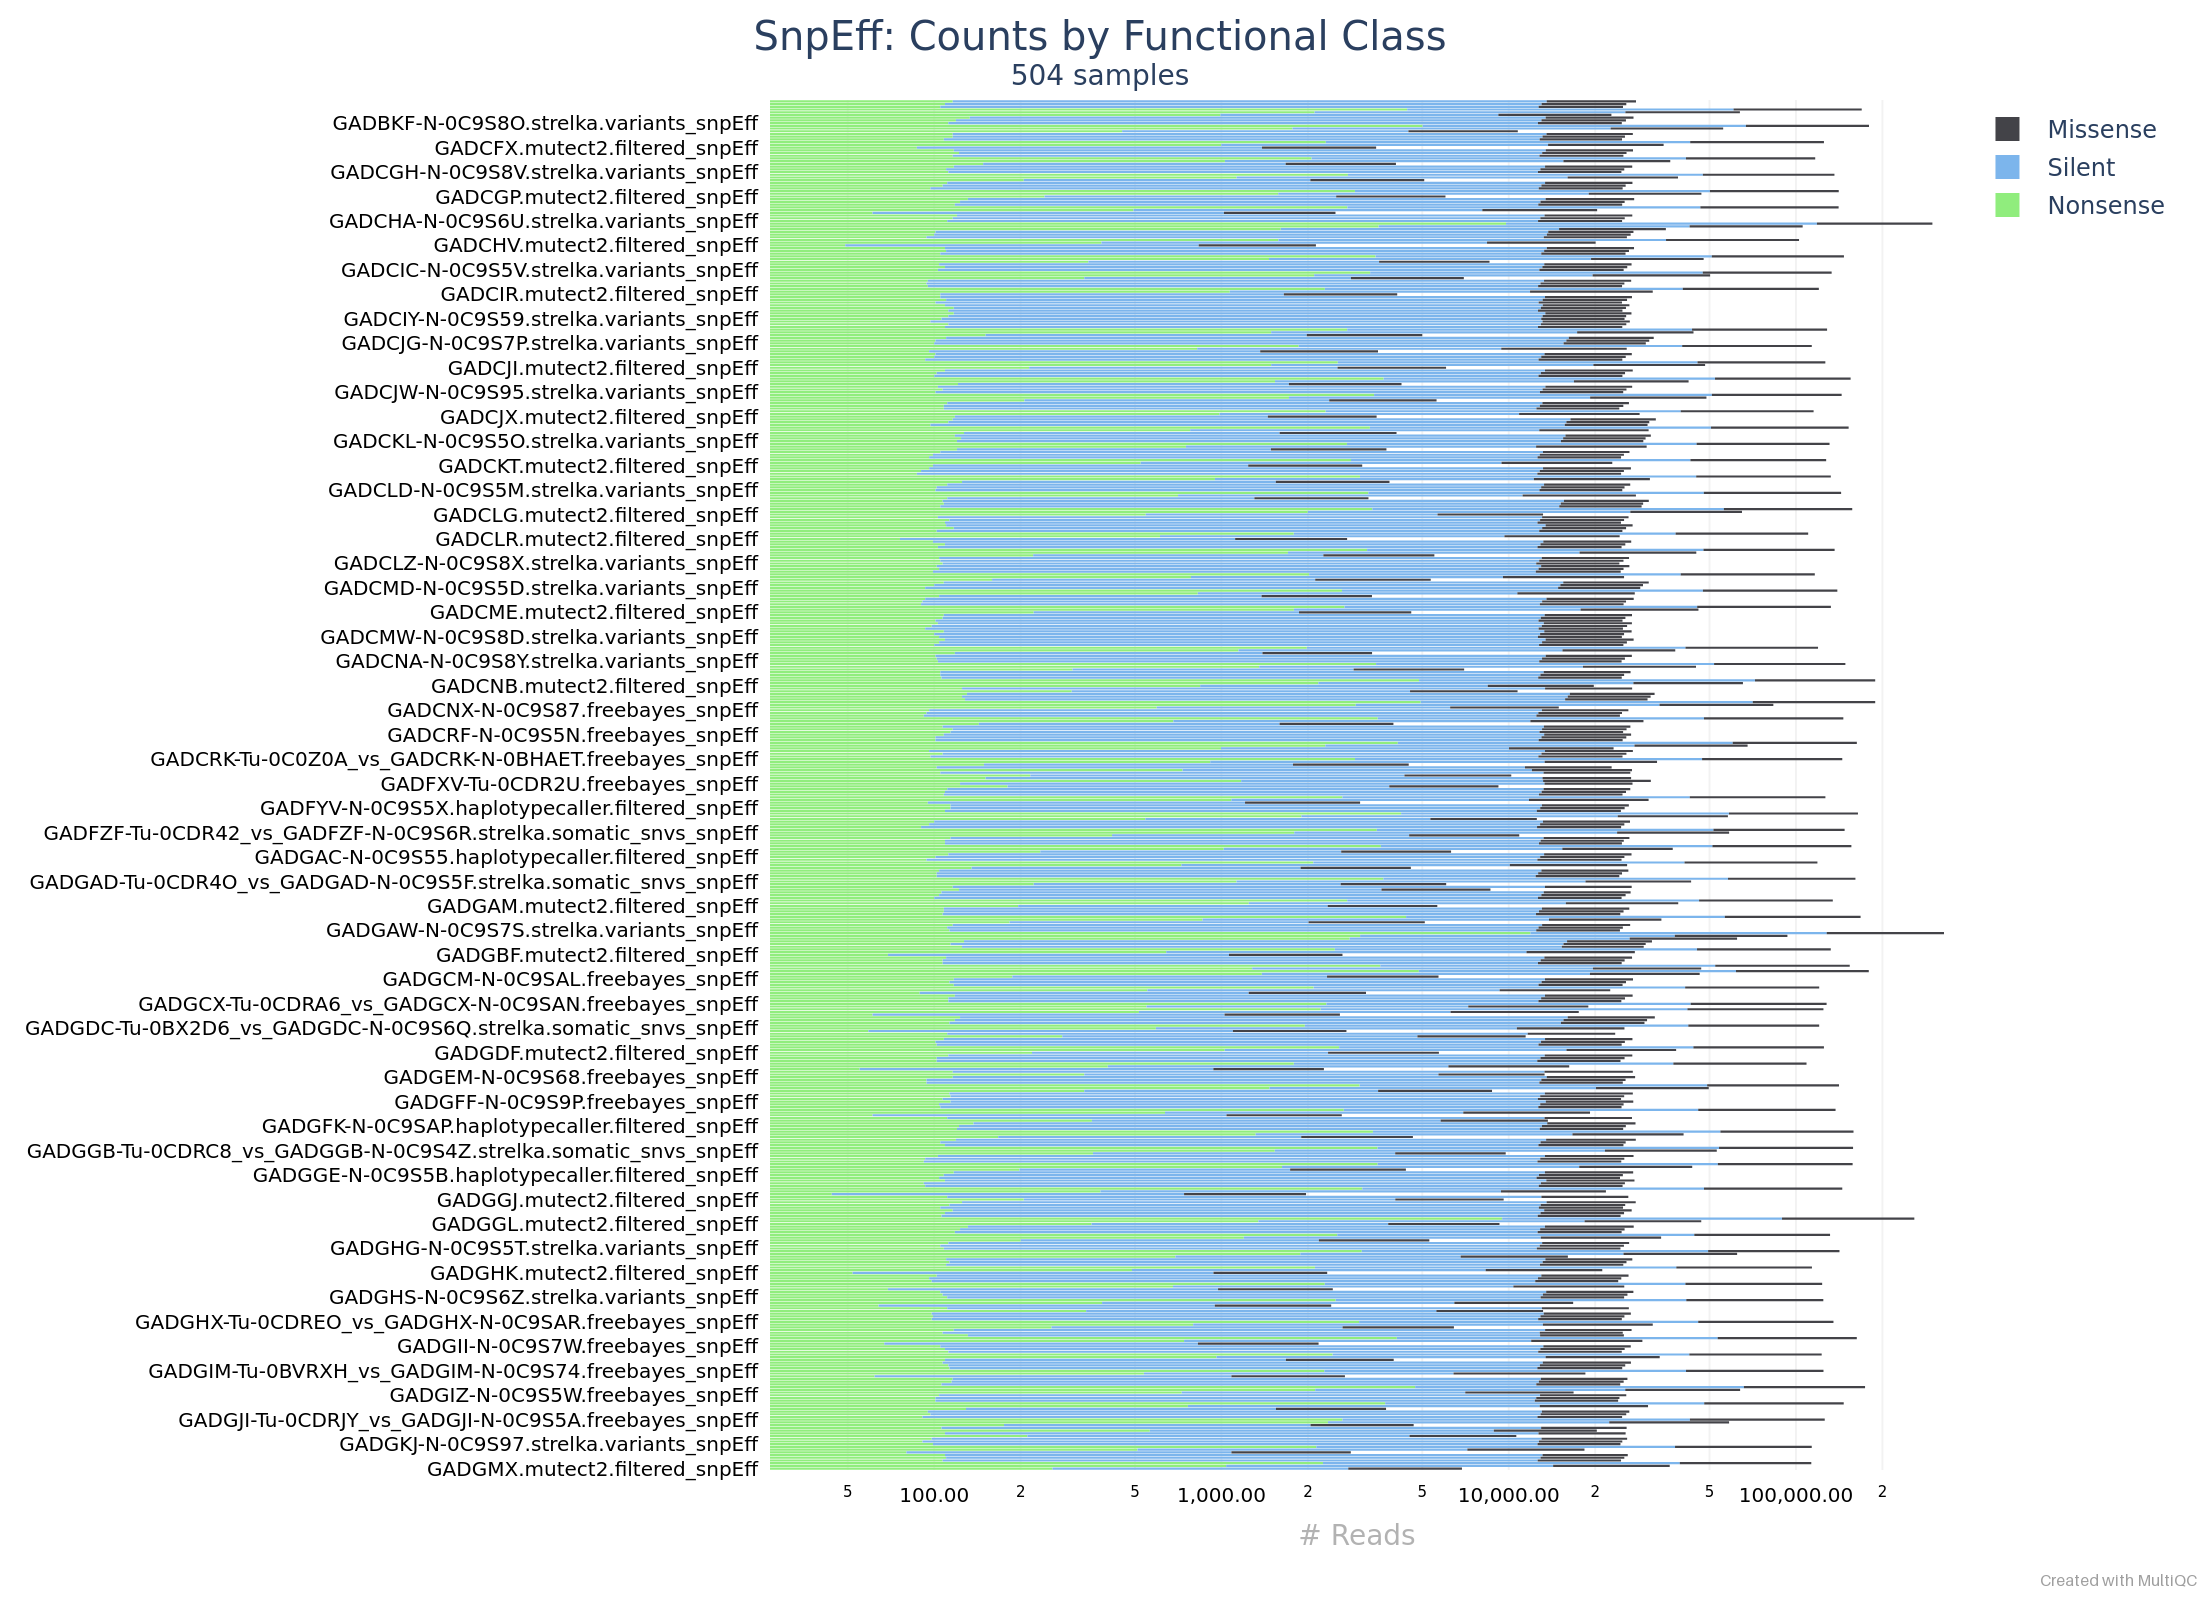 SnpEff: Counts by Functional Class
504 samples
GADBKF-N-0C9S8O.strelka.variants_snpEff
GADCFX.mutect2.filtered_snpEff
GADCGH-N-0C9S8V.strelka.variants_snpEff
GADCGP.mutect2.filtered_snpEff
GADCHA-N-0C9S6U.strelka.variants_snpEff
GADCHV.mutect2.filtered_snpEff
GADCIC-N-0C9S5V.strelka.variants_snpEff
GADCIR.mutect2.filtered_snpEff
GADCIY-N-0C9S59.strelka.variants_snpEff
GADCJG-N-0C9S7P.strelka.variants_snpEff
GADCJI.mutect2.filtered_snpEff
GADCJW-N-0C9S95.strelka.variants_snpEff
GADCJX.mutect2.filtered_snpEff
GADCKL-N-0C9S5O.strelka.variants_snpEff
GADCKT.mutect2.filtered_snpEff
GADCLD-N-0C9S5M.strelka.variants_snpEff
GADCLG.mutect2.filtered_snpEff
GADCLR.mutect2.filtered_snpEff
GADCLZ-N-0C9S8X.strelka.variants_snpEff
GADCMD-N-0C9S5D.strelka.variants_snpEff
GADCME.mutect2.filtered_snpEff
GADCMW-N-0C9S8D.strelka.variants_snpEff
GADCNA-N-0C9S8Y.strelka.variants_snpEff
GADCNB.mutect2.filtered_snpEff
GADCNX-N-0C9S87.freebayes_snpEff
GADCRF-N-0C9S5N.freebayes_snpEff
GADCRK-Tu-0C0Z0A_vs_GADCRK-N-0BHAET.freebayes_snpEff
GADFXV-Tu-0CDR2U.freebayes_snpEff
GADFYV-N-0C9S5X.haplotypecaller.filtered_snpEff
GADFZF-Tu-0CDR42_vs_GADFZF-N-0C9S6R.strelka.somatic_snvs_snpEff
GADGAC-N-0C9S55.haplotypecaller.filtered_snpEff
GADGAD-Tu-0CDR4O_vs_GADGAD-N-0C9S5F.strelka.somatic_snvs_snpEff
GADGAM.mutect2.filtered_snpEff
GADGAW-N-0C9S7S.strelka.variants_snpEff
GADGBF.mutect2.filtered_snpEff
GADGCM-N-0C9SAL.freebayes_snpEff
GADGCX-Tu-0CDRA6_vs_GADGCX-N-0C9SAN.freebayes_snpEff
GADGDC-Tu-0BX2D6_vs_GADGDC-N-0C9S6Q.strelka.somatic_snvs_snpEff
GADGDF.mutect2.filtered_snpEff
GADGEM-N-0C9S68.freebayes_snpEff
GADGFF-N-0C9S9P.freebayes_snpEff
GADGFK-N-0C9SAP.haplotypecaller.filtered_snpEff
GADGGB-Tu-0CDRC8_vs_GADGGB-N-0C9S4Z.strelka.somatic_snvs_snpEff
GADGGE-N-0C9S5B.haplotypecaller.filtered_snpEff
GADGGJ.mutect2.filtered_snpEff
GADGGL.mutect2.filtered_snpEff
GADGHG-N-0C9S5T.strelka.variants_snpEff
GADGHK.mutect2.filtered_snpEff
GADGHS-N-0C9S6Z.strelka.variants_snpEff
GADGHX-Tu-0CDREO_vs_GADGHX-N-0C9SAR.freebayes_snpEff
GADGII-N-0C9S7W.freebayes_snpEff
GADGIM-Tu-0BVRXH_vs_GADGIM-N-0C9S74.freebayes_snpEff
GADGIZ-N-0C9S5W.freebayes_snpEff
GADGJI-Tu-0CDRJY_vs_GADGJI-N-0C9S5A.freebayes_snpEff
GADGKJ-N-0C9S97.strelka.variants_snpEff
GADGMX.mutect2.filtered_snpEff
5 100.00 2 5 1,000.00 2 5 10,000.00 2 5 100,000.00 2
# Reads
Missense
Silent
Nonsense
Created with MultiQC